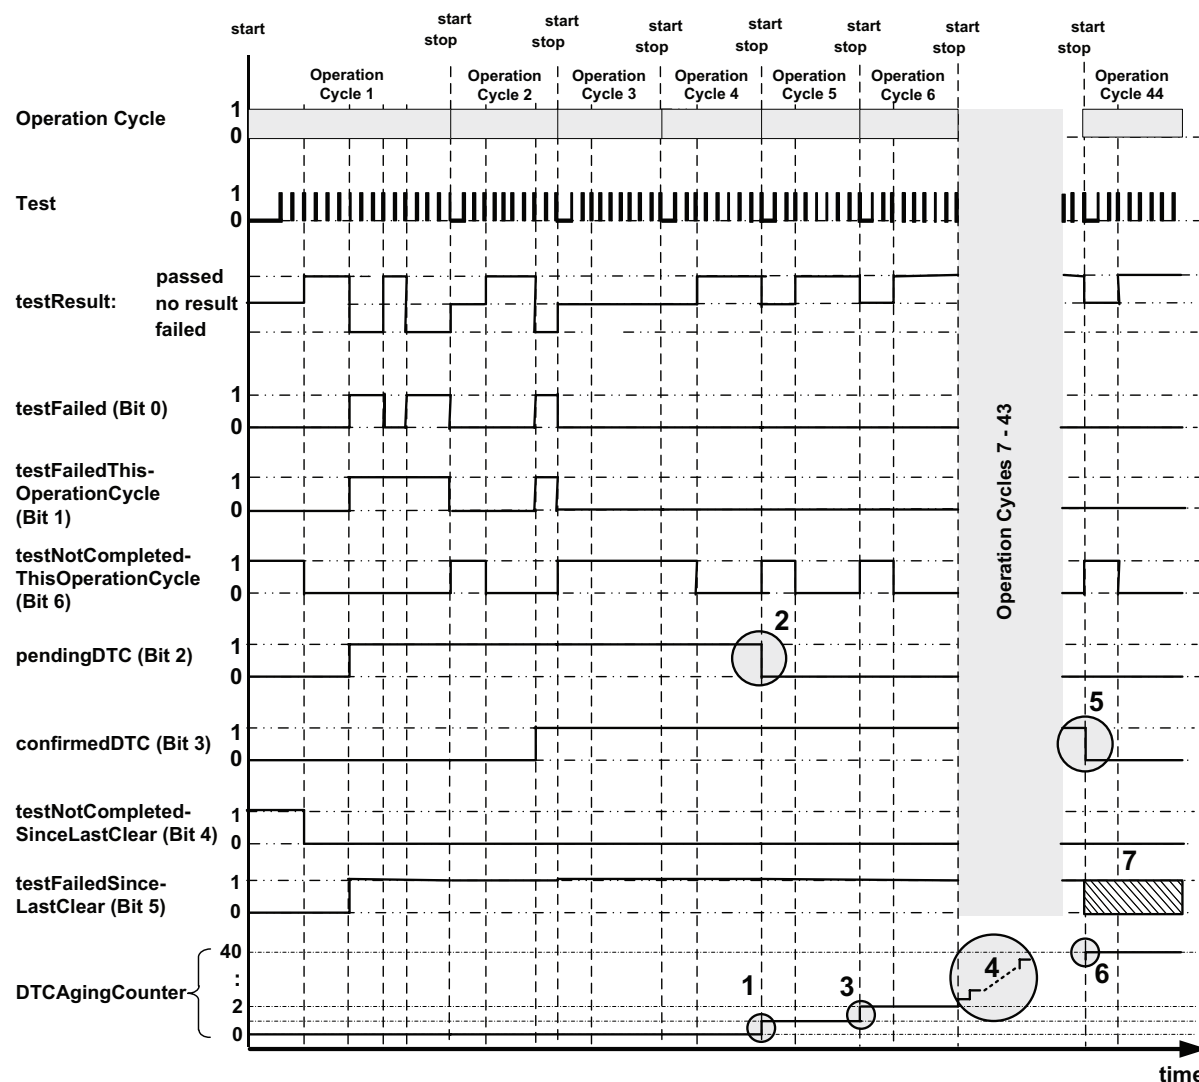 start
start
stop
start
stop
start
stop
start
stop
start
stop
start
stop
start
stop
Operation
Cycle 1
Operation
Cycle 2
Operation
Cycle 3
Operation
Cycle 4
Operation
Cycle 5
Operation
Cycle 6
Operation
Cycle 44
Operation Cycle
1
0
Test
1
0
testResult:
passed
no result
failed
testFailed (Bit 0)
1
0
testFailedThis-
OperationCycle
(Bit 1)
1
0
testNotCompleted-
ThisOperationCycle
(Bit 6)
1
0
Operation Cycles 7 - 43
pendingDTC (Bit 2)
1
0
2
confirmedDTC (Bit 3)
1
0
5
testNotCompleted-
SinceLastClear (Bit 4)
1
0
testFailedSince-
LastClear (Bit 5)
1
0
7
DTCAgingCounter
40
:
2
0
1
3
4
6
time